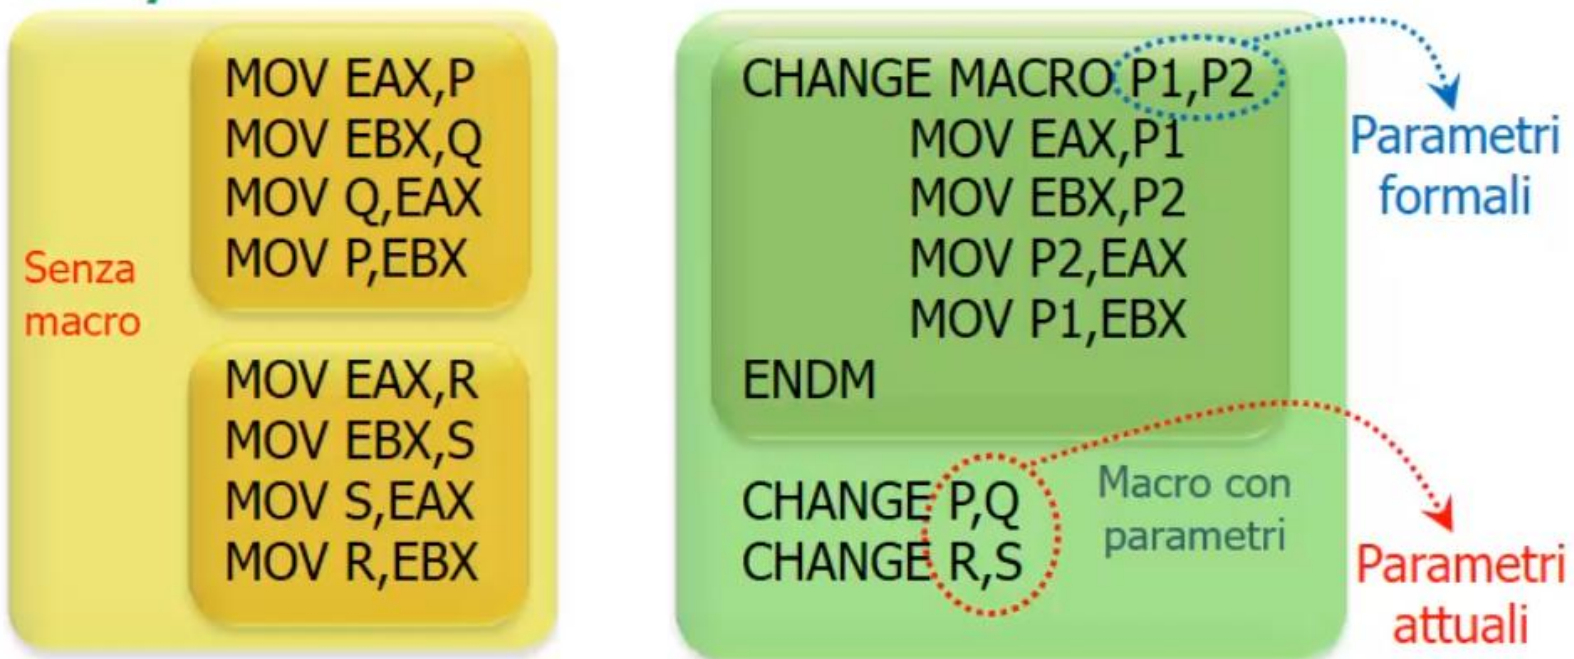 Senza
macro
MOV EAX,P
MOV EBX,Q
MOV Q,EAX
MOV P,EBX
MOV EAX,R
MOV EBX,S
MOV S,EAX
MOV R,EBX
CHANGE MACRO P1,P2
MOV EAX,P1
MOV EBX,P2
MOV P2,EAX
MOV P1,EBX
ENDM
CHANGE P,Q
CHANGE R,S
Macro con
parametri
Parametri
formali
Parametri
attuali